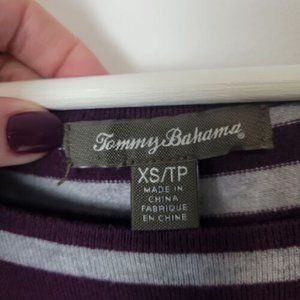 Tommy Bahama®
XS/TP
MADE IN
CHINA
FABRIQUE
EN CHINE